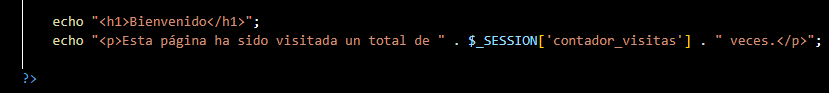 echo "<h1>Bienvenido</h1>";
echo "<p>Esta página ha sido visitada un total de " . $_SESSION['contador_visitas'] . " veces.</p>";
?>